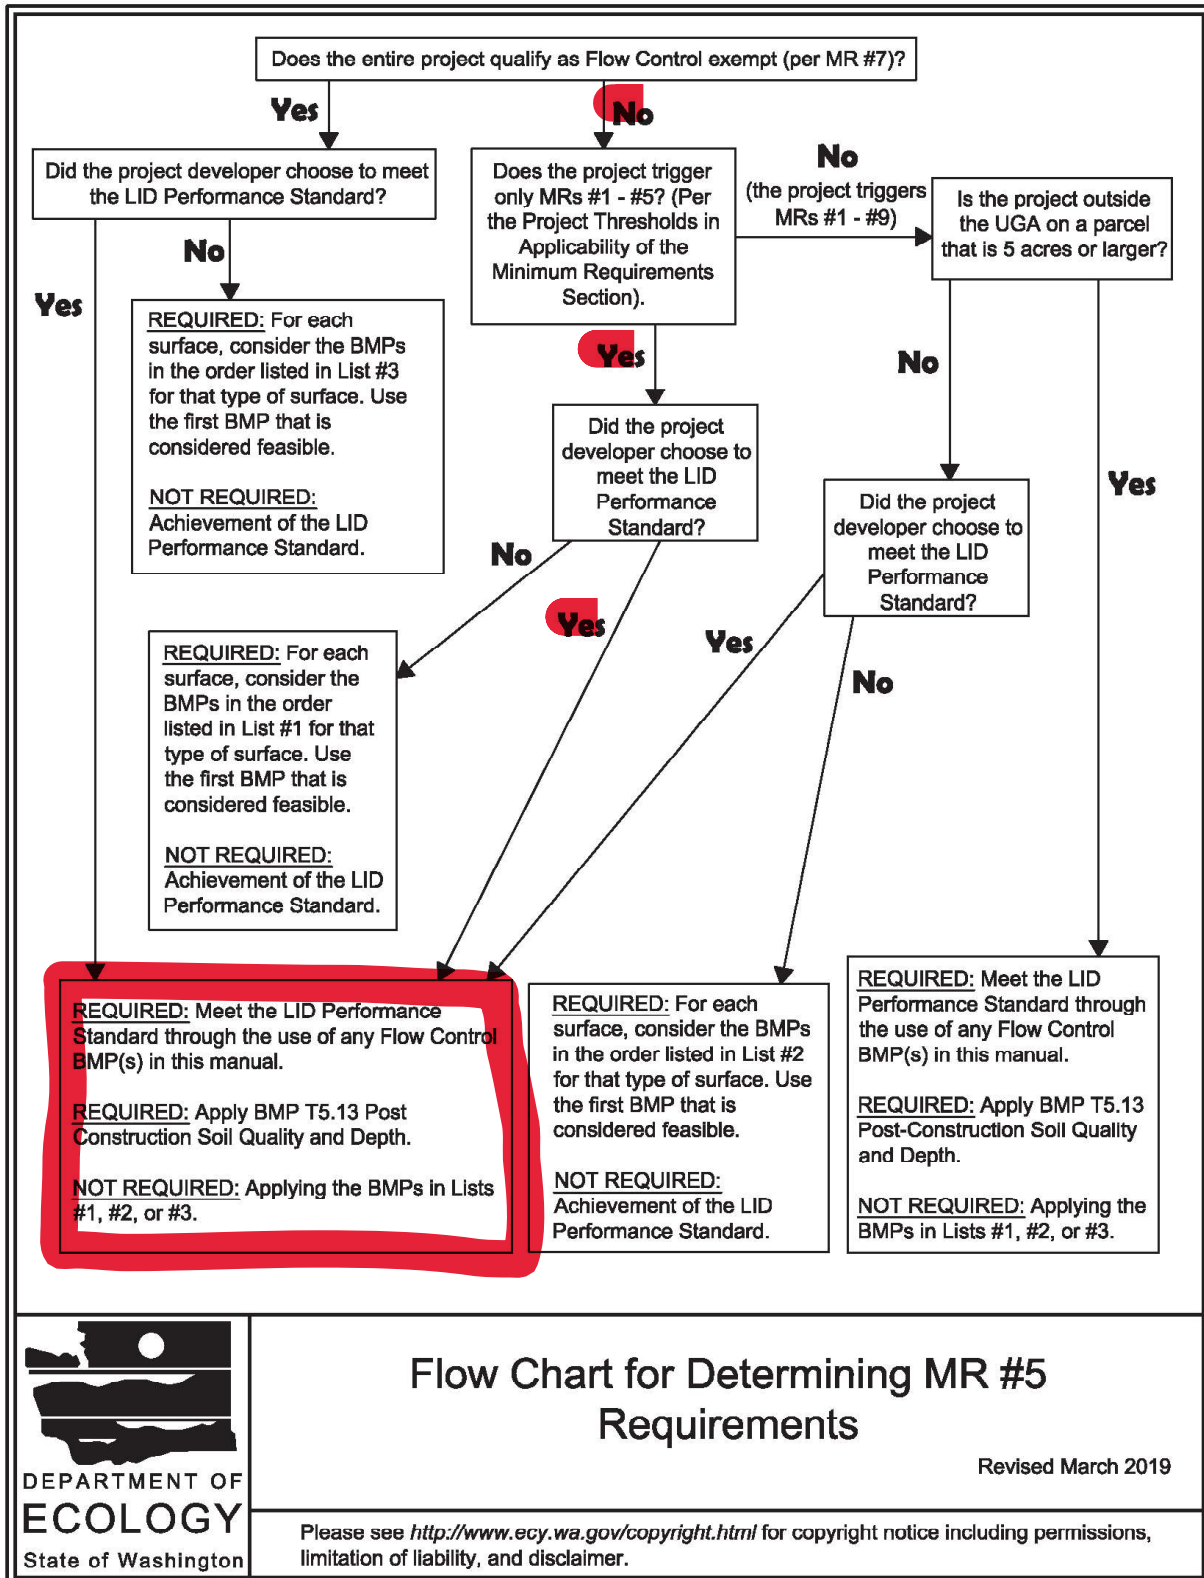 Does the entire project qualify as Flow Control exempt (per MR #7)?
Yes
No
Did the project developer choose to meet
the LID Performance Standard?
Does the project trigger
only MRs #1 - #5? (Per
the Project Thresholds in
Applicability of the
Minimum Requirements
Section).
No
(the project triggers
MRs #1 - #9)
Is the project outside
the UGA on a parcel
that is 5 acres or larger?
No
Yes
REQUIRED: For each
surface, consider the BMPs
in the order listed in List #3
for that type of surface. Use
the first BMP that is
considered feasible.
NOT REQUIRED:
Achievement of the LID
Performance Standard.
Yes
No
Did the project
developer choose to
meet the LID
Performance
Standard?
Yes
Did the project
developer choose to
meet the LID
Performance
Standard?
No
Yes
Yes
No
REQUIRED: For each
surface, consider the
BMPs in the order
listed in List #1 for that
type of surface. Use
the first BMP that is
considered feasible.
NOT REQUIRED:
Achievement of the LID
Performance Standard.
REQUIRED: Meet the LID Performance
Standard through the use of any Flow Control
BMP(s) in this manual.
REQUIRED: Apply BMP T5.13 Post
Construction Soil Quality and Depth.
NOT REQUIRED: Applying the BMPs in Lists
#1, #2, or #3.
REQUIRED: For each
surface, consider the BMPs
in the order listed in List #2
for that type of surface. Use
the first BMP that is
considered feasible.
NOT REQUIRED:
Achievement of the LID
Performance Standard.
REQUIRED: Meet the LID
Performance Standard through
the use of any Flow Control
BMP(s) in this manual.
REQUIRED: Apply BMP T5.13
Post-Construction Soil Quality
and Depth.
NOT REQUIRED: Applying the
BMPs in Lists #1, #2, or #3.
DEPARTMENT OF
ECOLOGY
State of Washington
Flow Chart for Determining MR #5
Requirements
Revised March 2019
Please see http://www.ecy.wa.gov/copyright.html for copyright notice including permissions,
limitation of liability, and disclaimer.